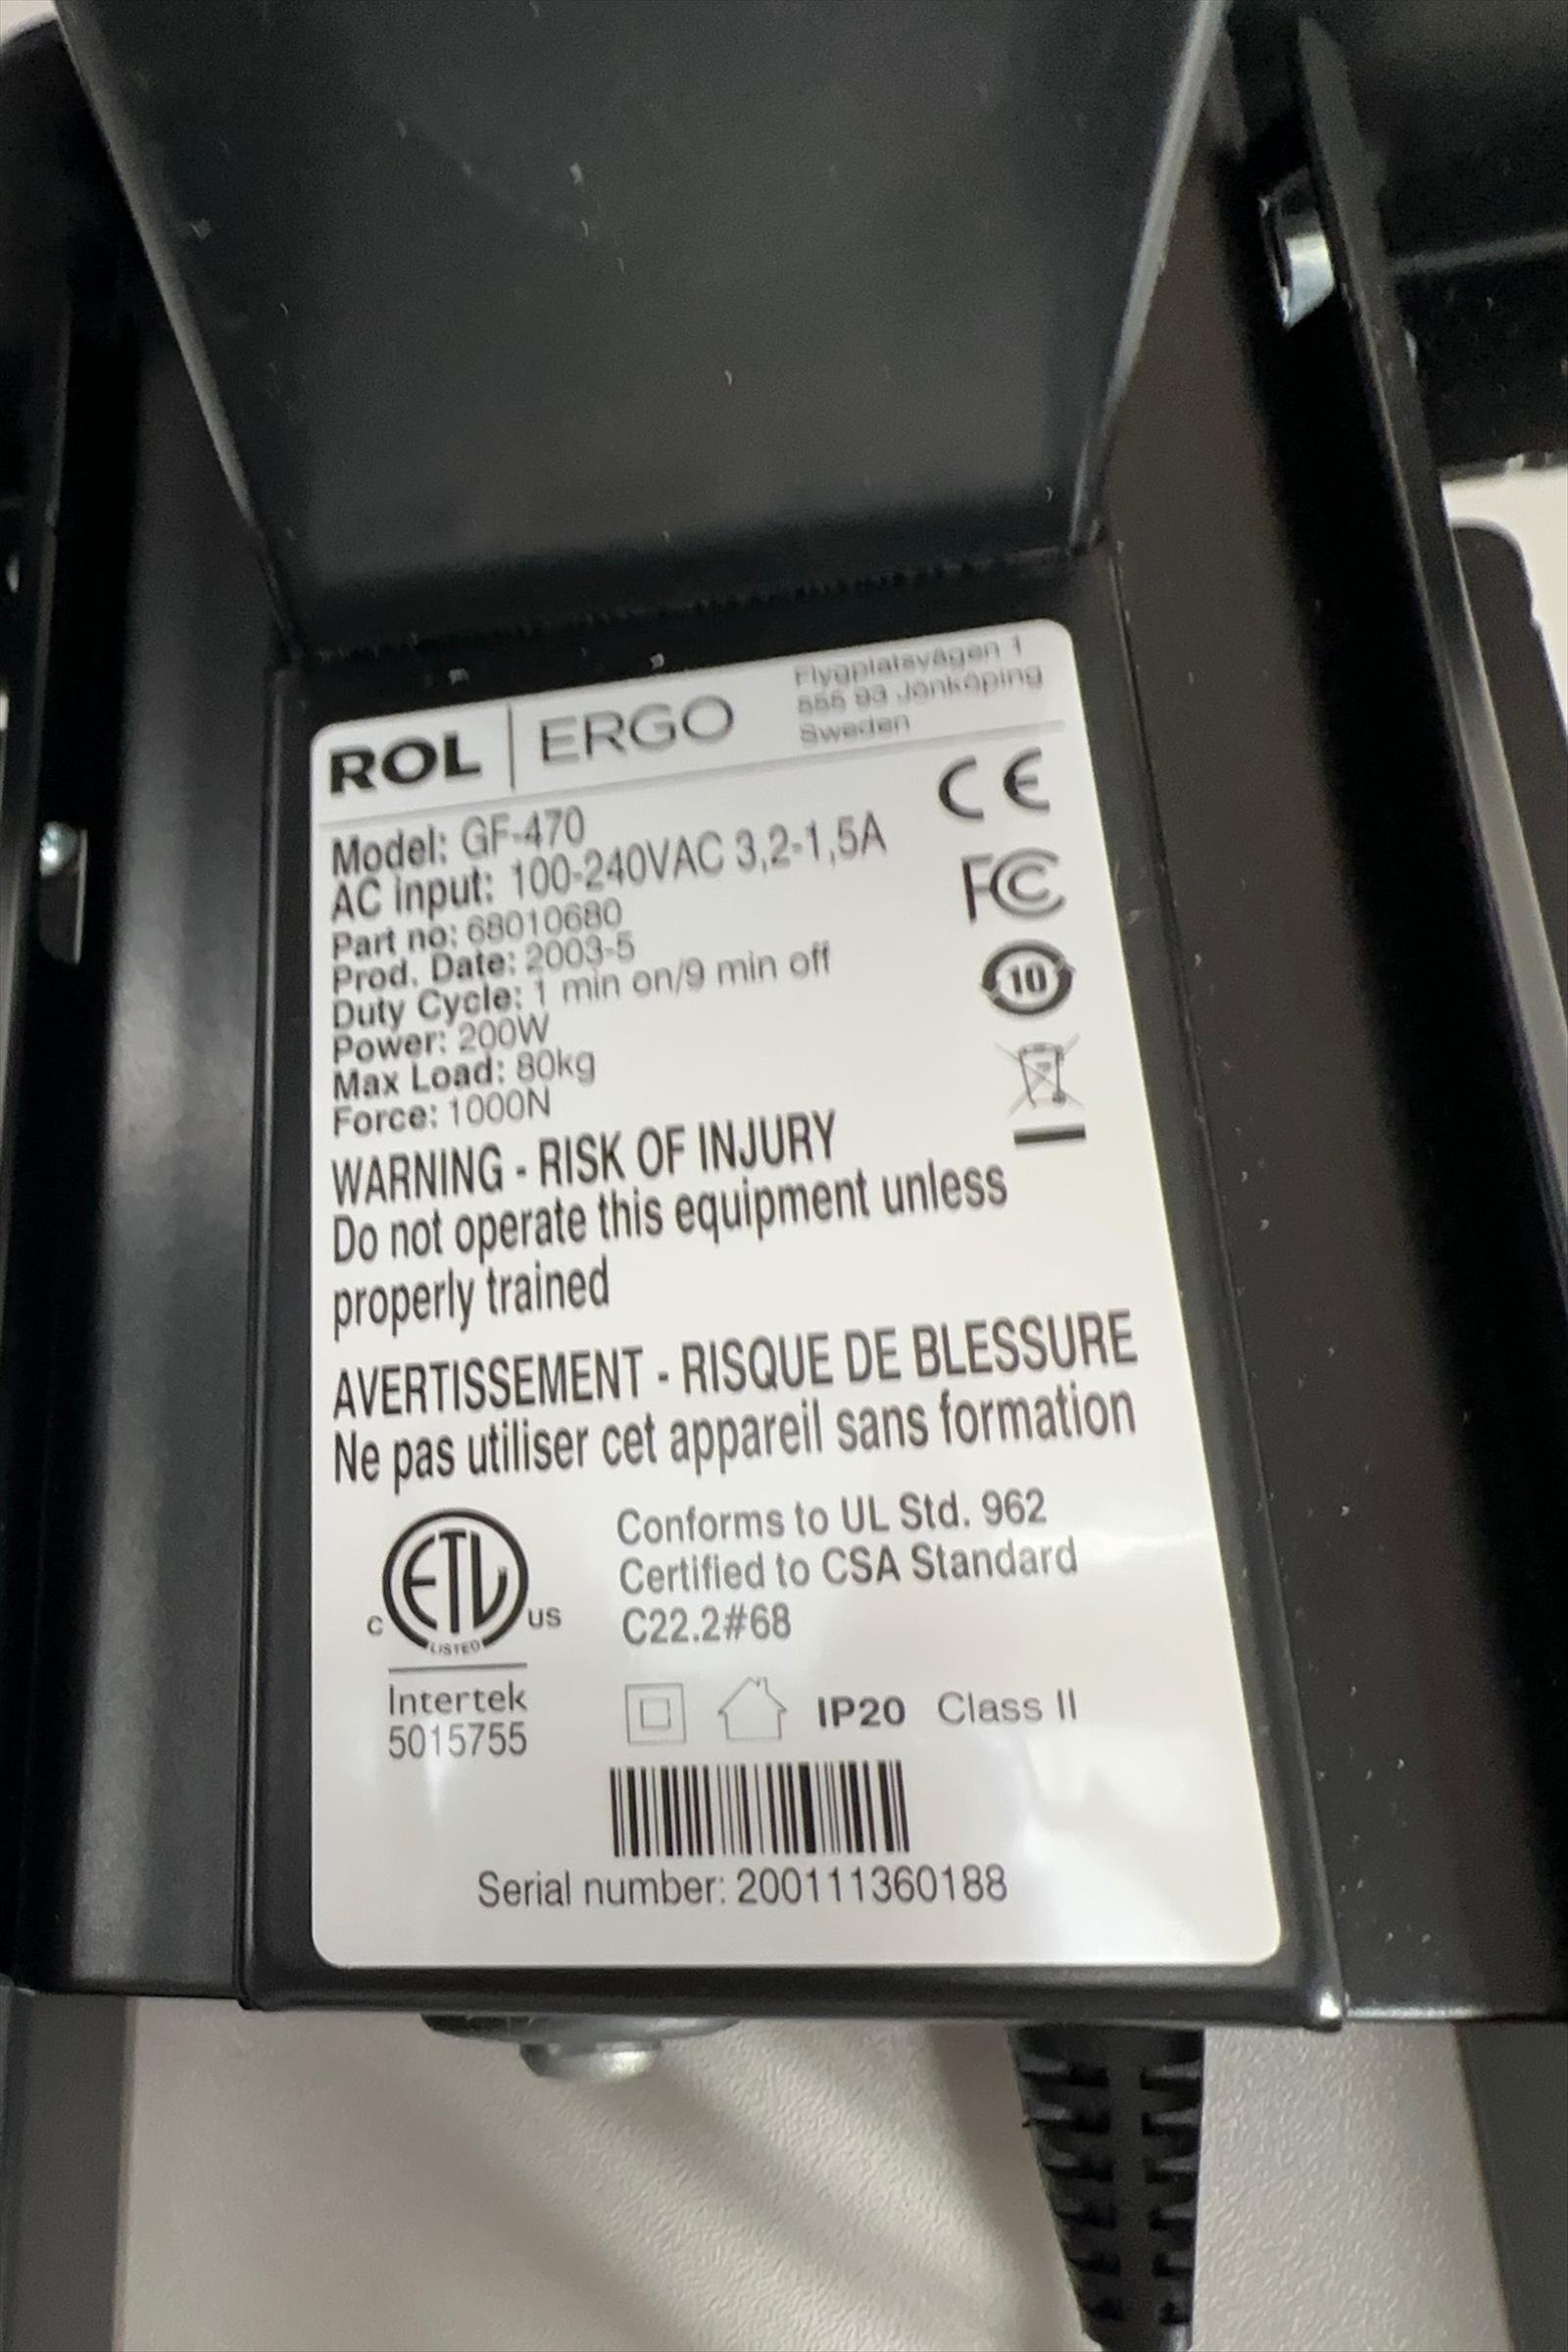 ROL | ERGO
Flygplatsvägen 1
555 93 Jönköping
Sweden
CE
Model: GF-470
AC input: 100-240VAC 3,2-1,5A
FC
Part no: 68010680
Prod. Date: 2003-5
Duty Cycle: 1 min on/9 min off
10
Power: 200W
Max Load: 80kg
Force: 1000N
WARNING - RISK OF INJURY
Do not operate this equipment unless
properly trained
AVERTISSEMENT - RISQUE DE BLESSURE
Ne pas utiliser cet appareil sans formation
ETL
C US
LISTED
Intertek
5015755
Conforms to UL Std. 962
Certified to CSA Standard
C22.2#68
IP20 Class II
Serial number: 200111360188